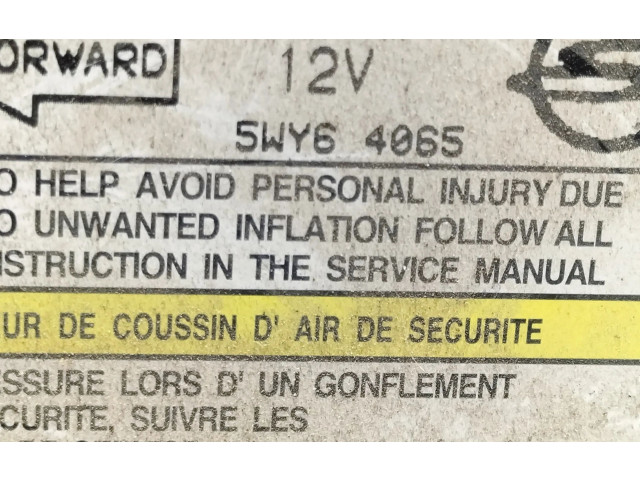 ORWARD
12V
5WY6 4065
O HELP AVOID PERSONAL INJURY DUE
O UNWANTED INFLATION FOLLOW ALL
NSTRUCTION IN THE SERVICE MANUAL
UR DE COUSSIN D' AIR DE SECURITE
ESSURE LORS D' UN GONFLEMENT
CURITE, SUIVRE LES